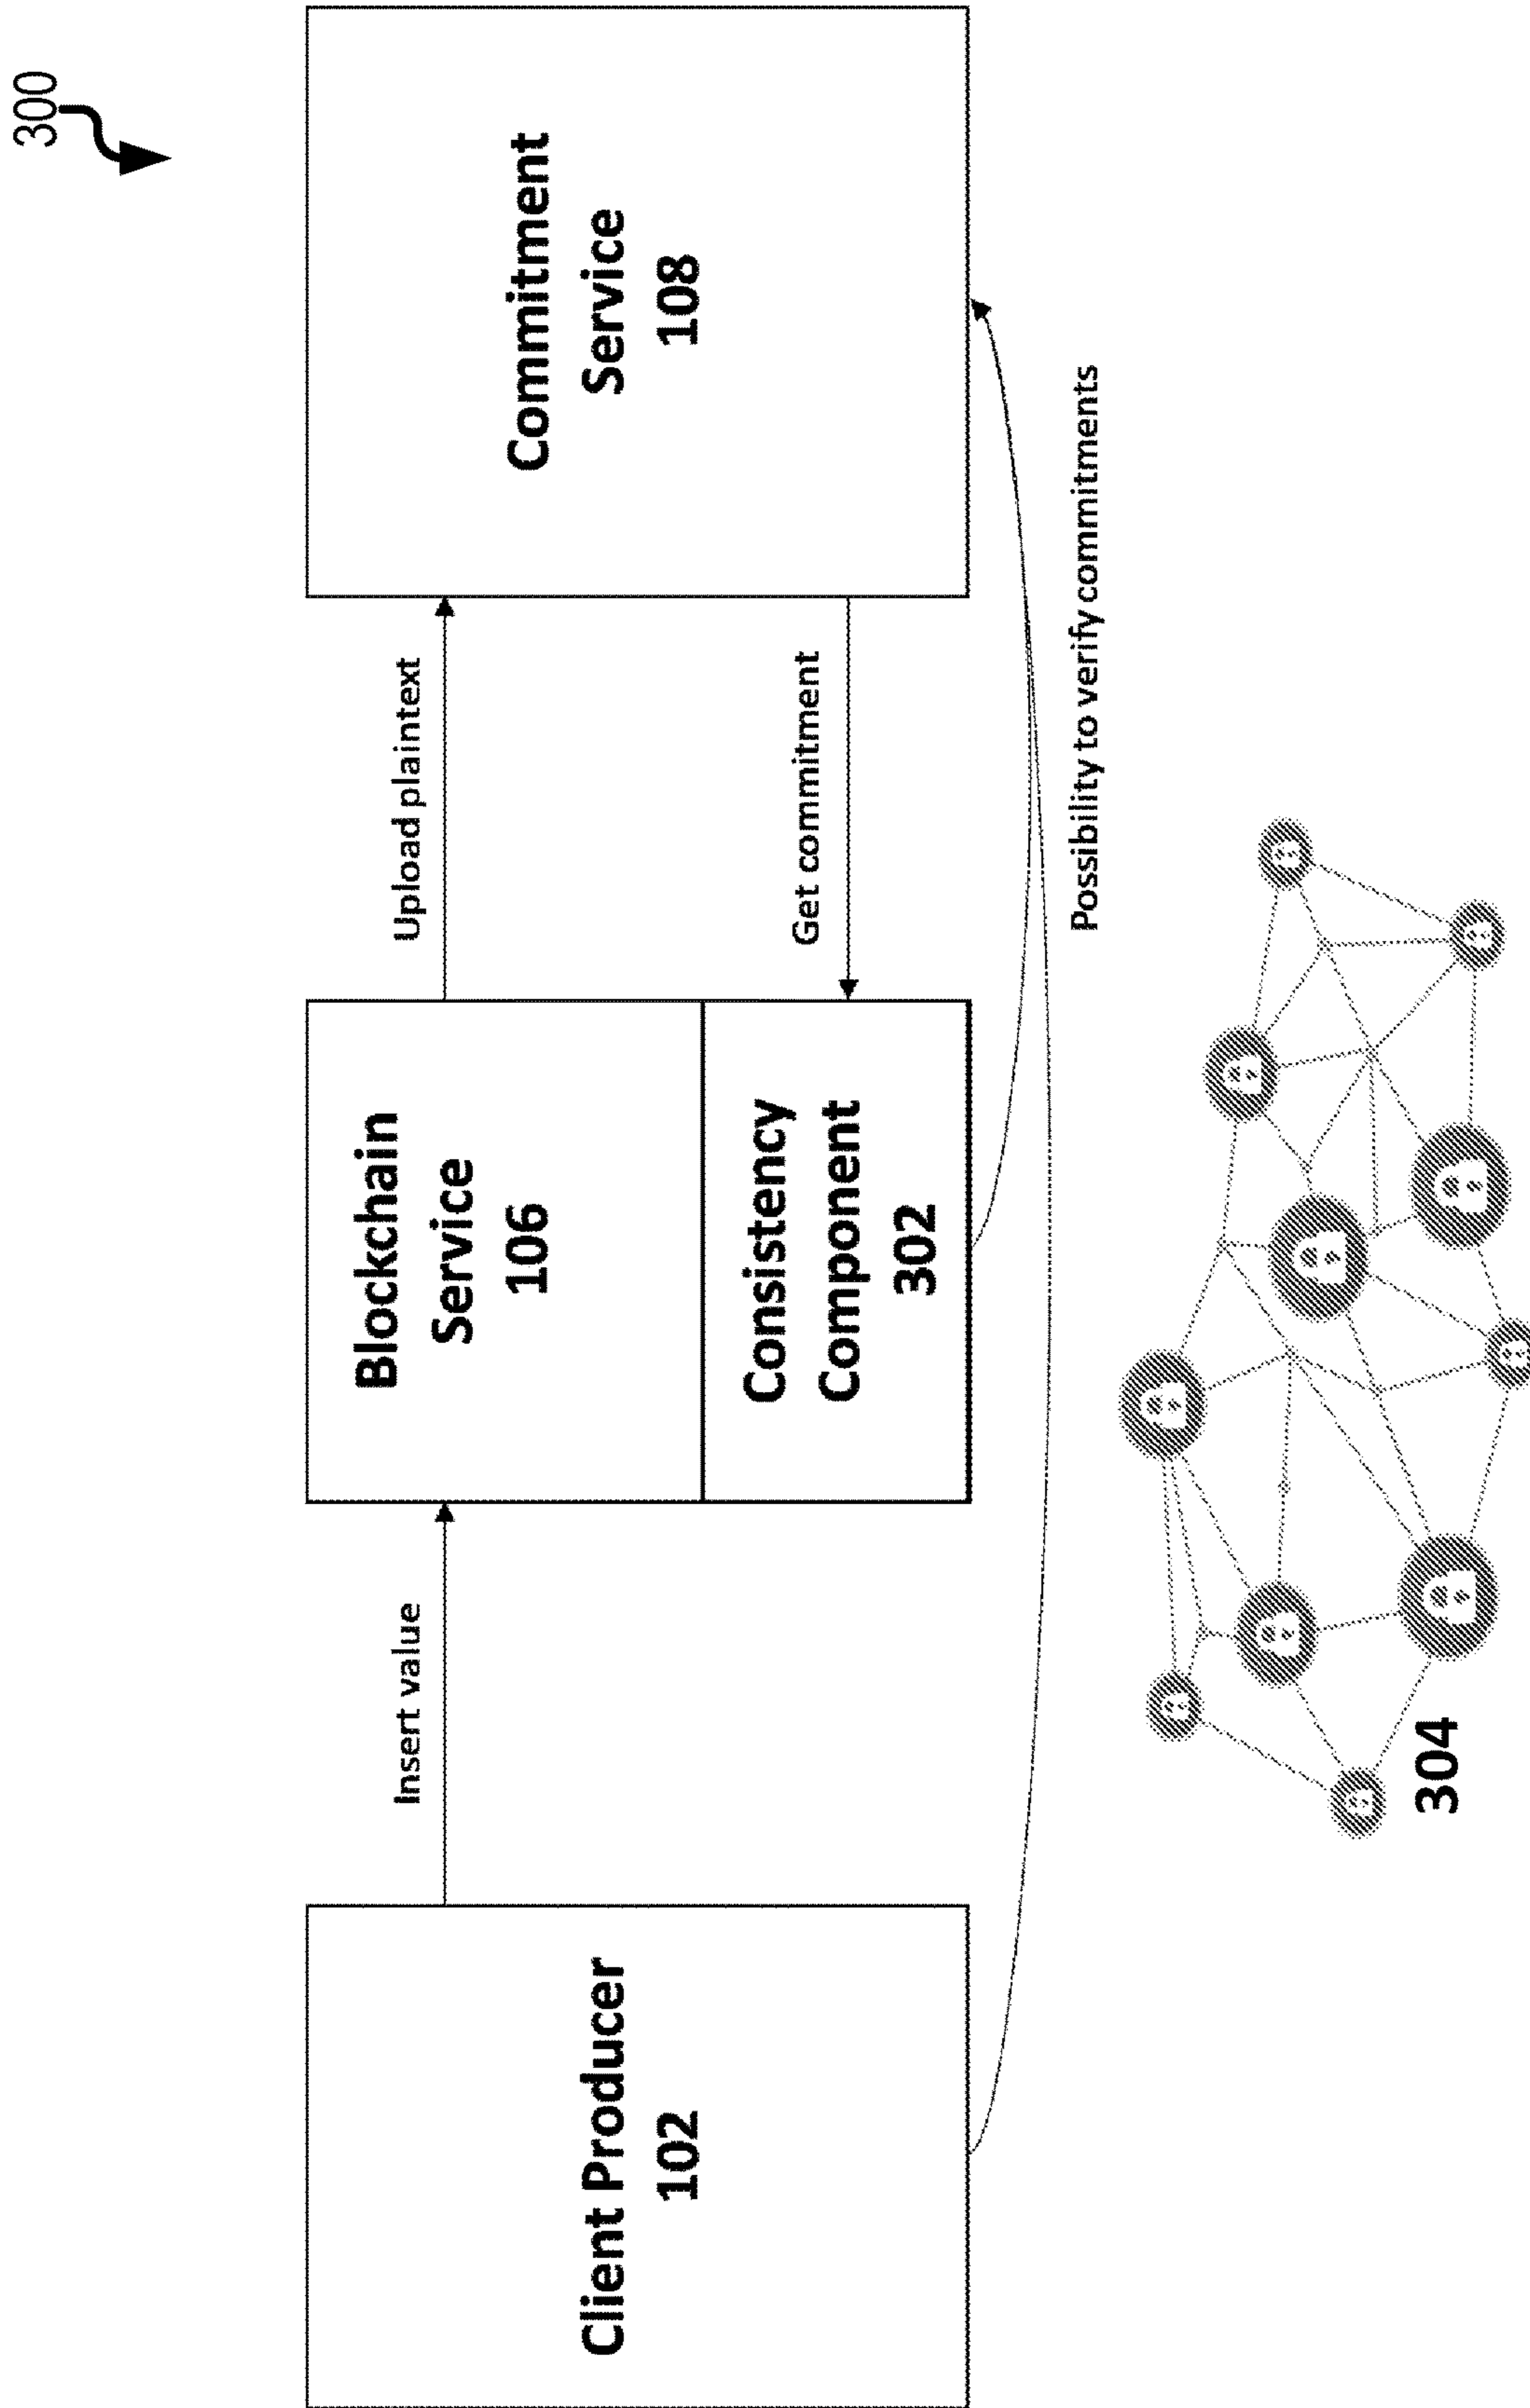 300
Client Producer
102
Insert value
Blockchain
Service
106
Consistency
Component
302
Upload plaintext
Get commitment
Commitment
Service
108
Possibility to verify commitments
304